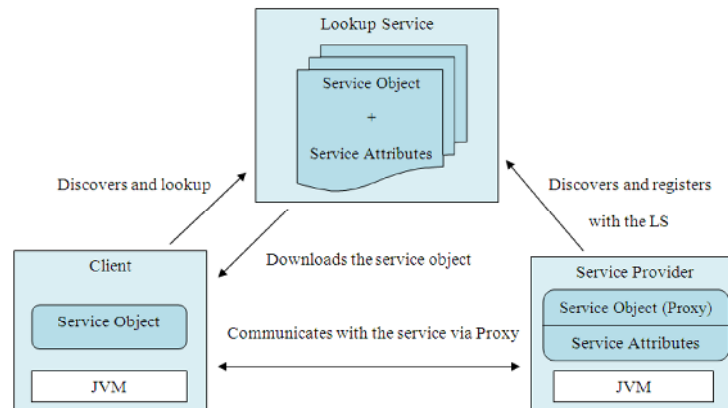 Lookup Service
Service Object
+
Service Attributes
Discovers and lookup
Discovers and registers
with the LS
Downloads the service object
Client
Service Object
JVM
Communicates with the service via Proxy
Service Provider
Service Object (Proxy)
Service Attributes
JVM